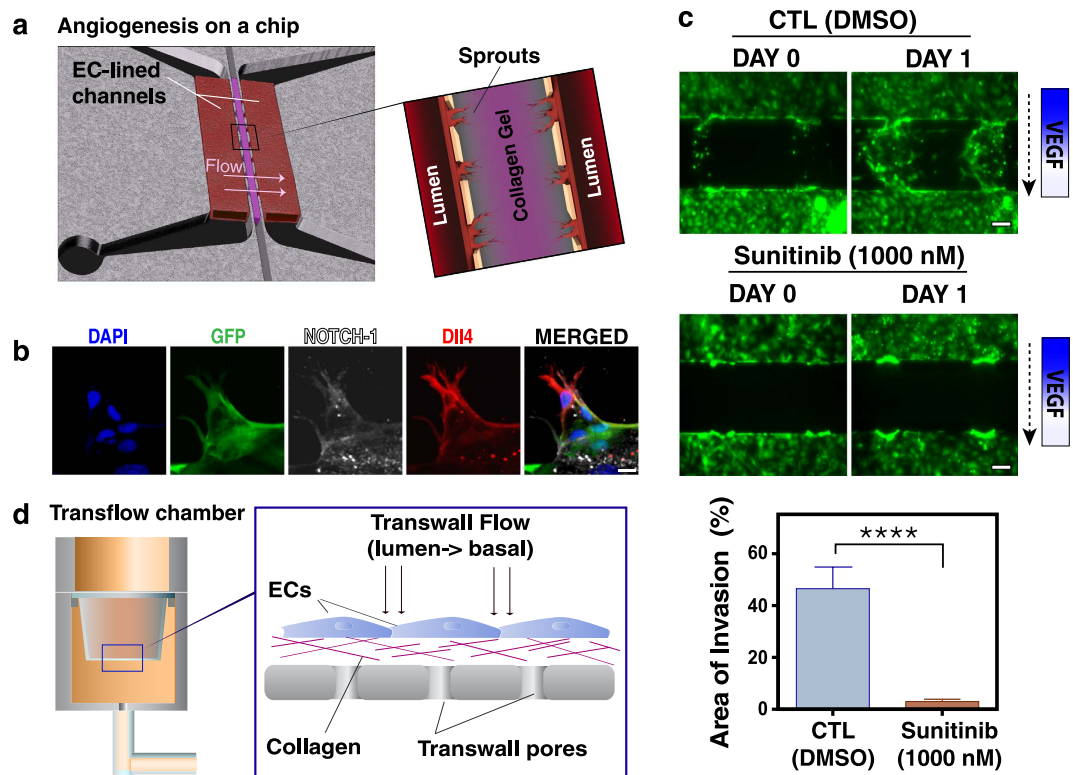 a
Angiogenesis on a chip
EC-lined
channels
Flow
Sprouts
Lumen
Collagen Gel
Lumen
b
DAPI
GFP
NOTCH-1
Dll4
MERGED
c
CTL (DMSO)
DAY 0
DAY 1
VEGF
Sunitinib (1000 nM)
DAY 0
DAY 1
VEGF
Area of Invasion (%)
60
40
20
0
****
CTL
(DMSO)
Sunitinib
(1000 nM)
d
Transflow chamber
Transwall Flow
(lumen-> basal)
ECs
Collagen
Transwall pores